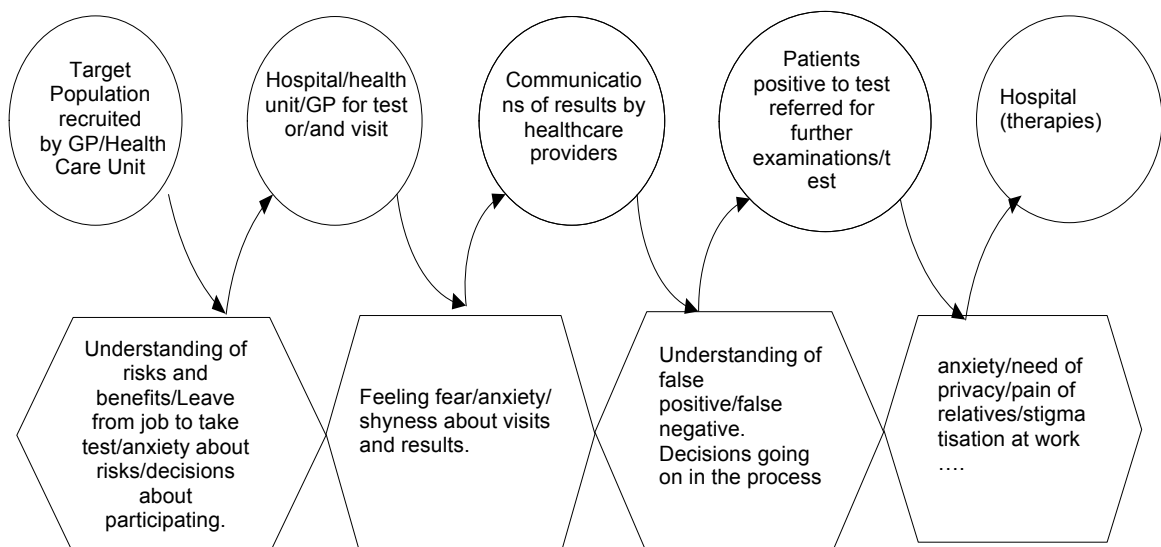 Target
Population
recruited
by GP/Health
Care Unit
Hospital/health
unit/GP for test
or/and visit
Communicatio
ns of results by
healthcare
providers
Patients
positive to test
referred for
further
examinations/t
est
Hospital
(therapies)
Understanding of
risks and
benefits/Leave
from job to take
test/anxiety about
risks/decisions
about
participating.
Feeling fear/anxiety/
shyness about visits
and results.
Understanding of
false
positive/false
negative.
Decisions going
on in the process
anxiety/need of
privacy/pain of
relatives/stigma
tisation at work
….